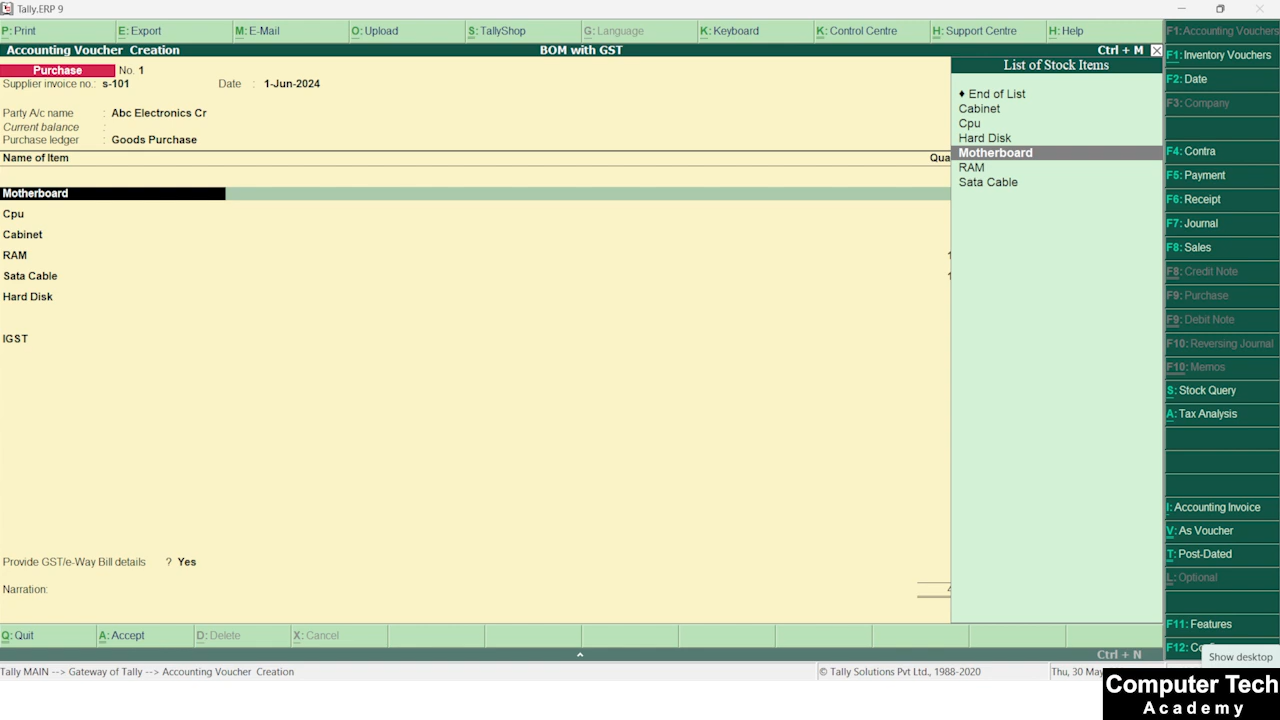 Tally.ERP 9
P: Print E: Export M: E-Mail O: Upload S: TallyShop G: Language K: Keyboard K: Control Centre H: Support Centre H: Help
Accounting Voucher Creation BOM with GST Ctrl + M
Purchase No. 1
Supplier invoice no.: s-101 Date : 1-Jun-2024
Party A/c name : Abc Electronics Cr
Current balance :
Purchase ledger : Goods Purchase
Name of Item Qua
Motherboard
Cpu
Cabinet
RAM 1
Sata Cable 1
Hard Disk
IGST
Provide GST/e-Way Bill details ? Yes
Narration:
List of Stock Items
♦ End of List
Cabinet
Cpu
Hard Disk
Motherboard
RAM
Sata Cable
F1: Accounting Vouchers
F1: Inventory Vouchers
F2: Date
F3: Company
F4: Contra
F5: Payment
F6: Receipt
F7: Journal
F8: Sales
F8: Credit Note
F9: Purchase
F9: Debit Note
F10: Reversing Journal
F10: Memos
S: Stock Query
A: Tax Analysis
I: Accounting Invoice
V: As Voucher
T: Post-Dated
L: Optional
F11: Features
F12:
Show desktop
Q: Quit A: Accept D: Delete X: Cancel
Ctrl + N
Tally MAIN --> Gateway of Tally --> Accounting Voucher Creation © Tally Solutions Pvt Ltd., 1988-2020 Thu, 30 May
Computer Tech
Academy